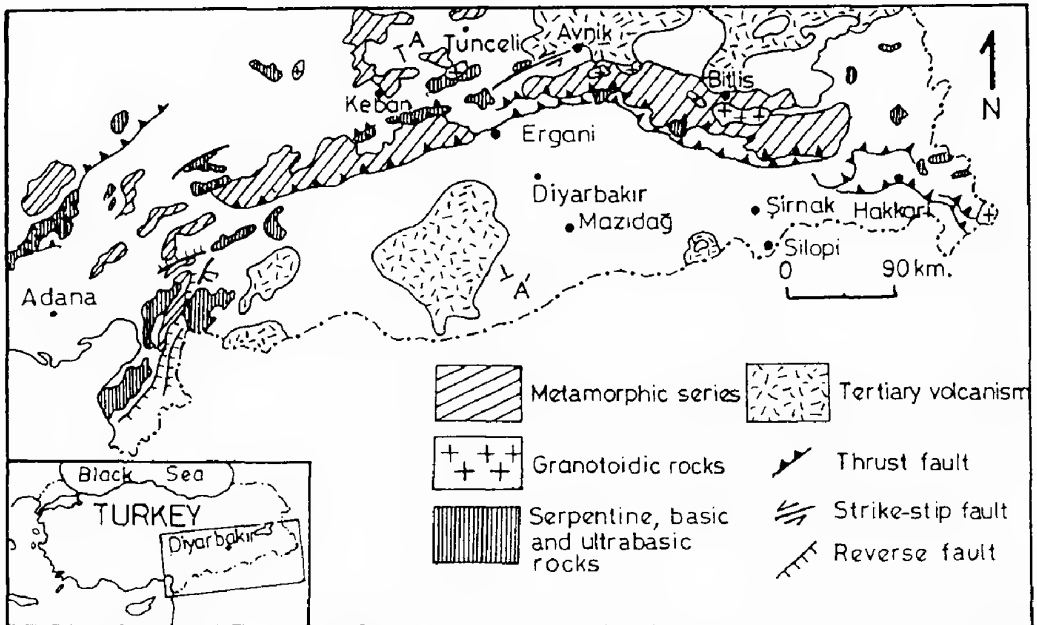 A
Tunceli
Avnik
Bitlis
Keban
N
Ergani
Diyarbakır
Mazıdağ
Şirnak
Hakkari
Silopi
0 90 km.
Adana
A'
Metamorphic series
Tertiary volcanism
Granotoidic rocks
Thrust fault
Serpentine, basic
and ultrabasic
rocks
Strike-stip fault
Reverse fault
Black Sea
TURKEY
Diyarbakır